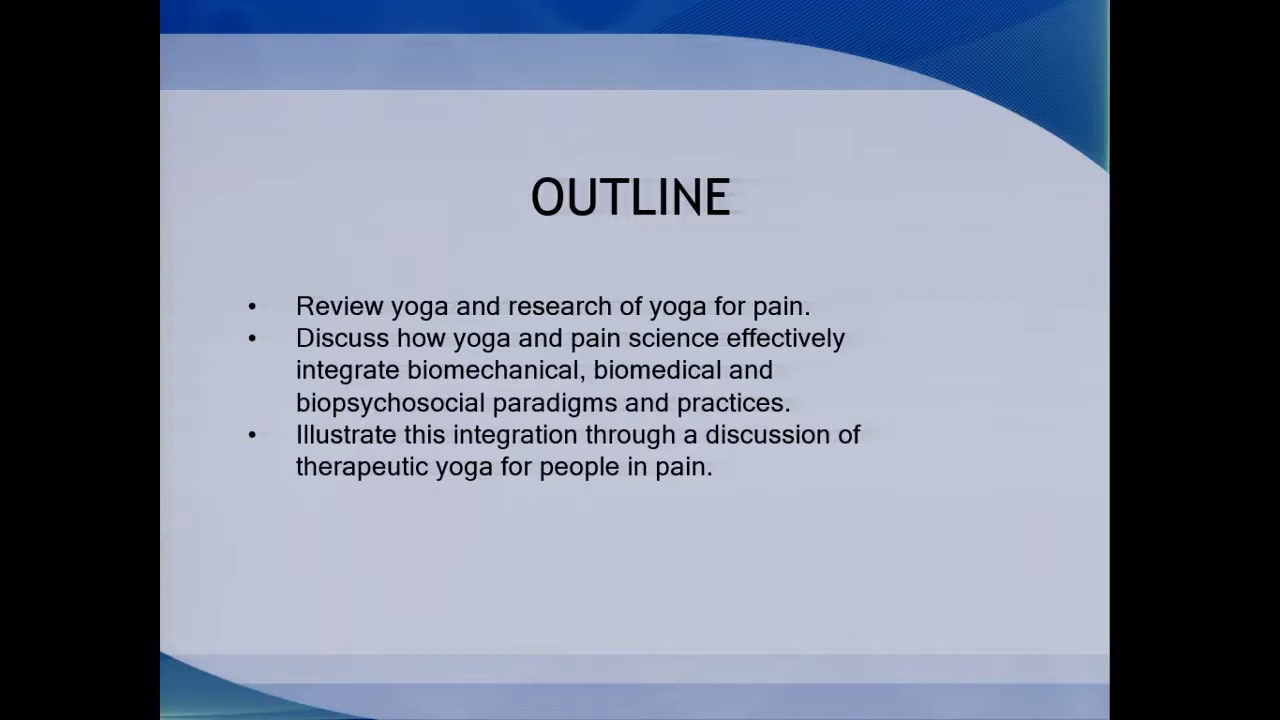 OUTLINE
• Review yoga and research of yoga for pain.
• Discuss how yoga and pain science effectively
integrate biomechanical, biomedical and
biopsychosocial paradigms and practices.
• Illustrate this integration through a discussion of
therapeutic yoga for people in pain.